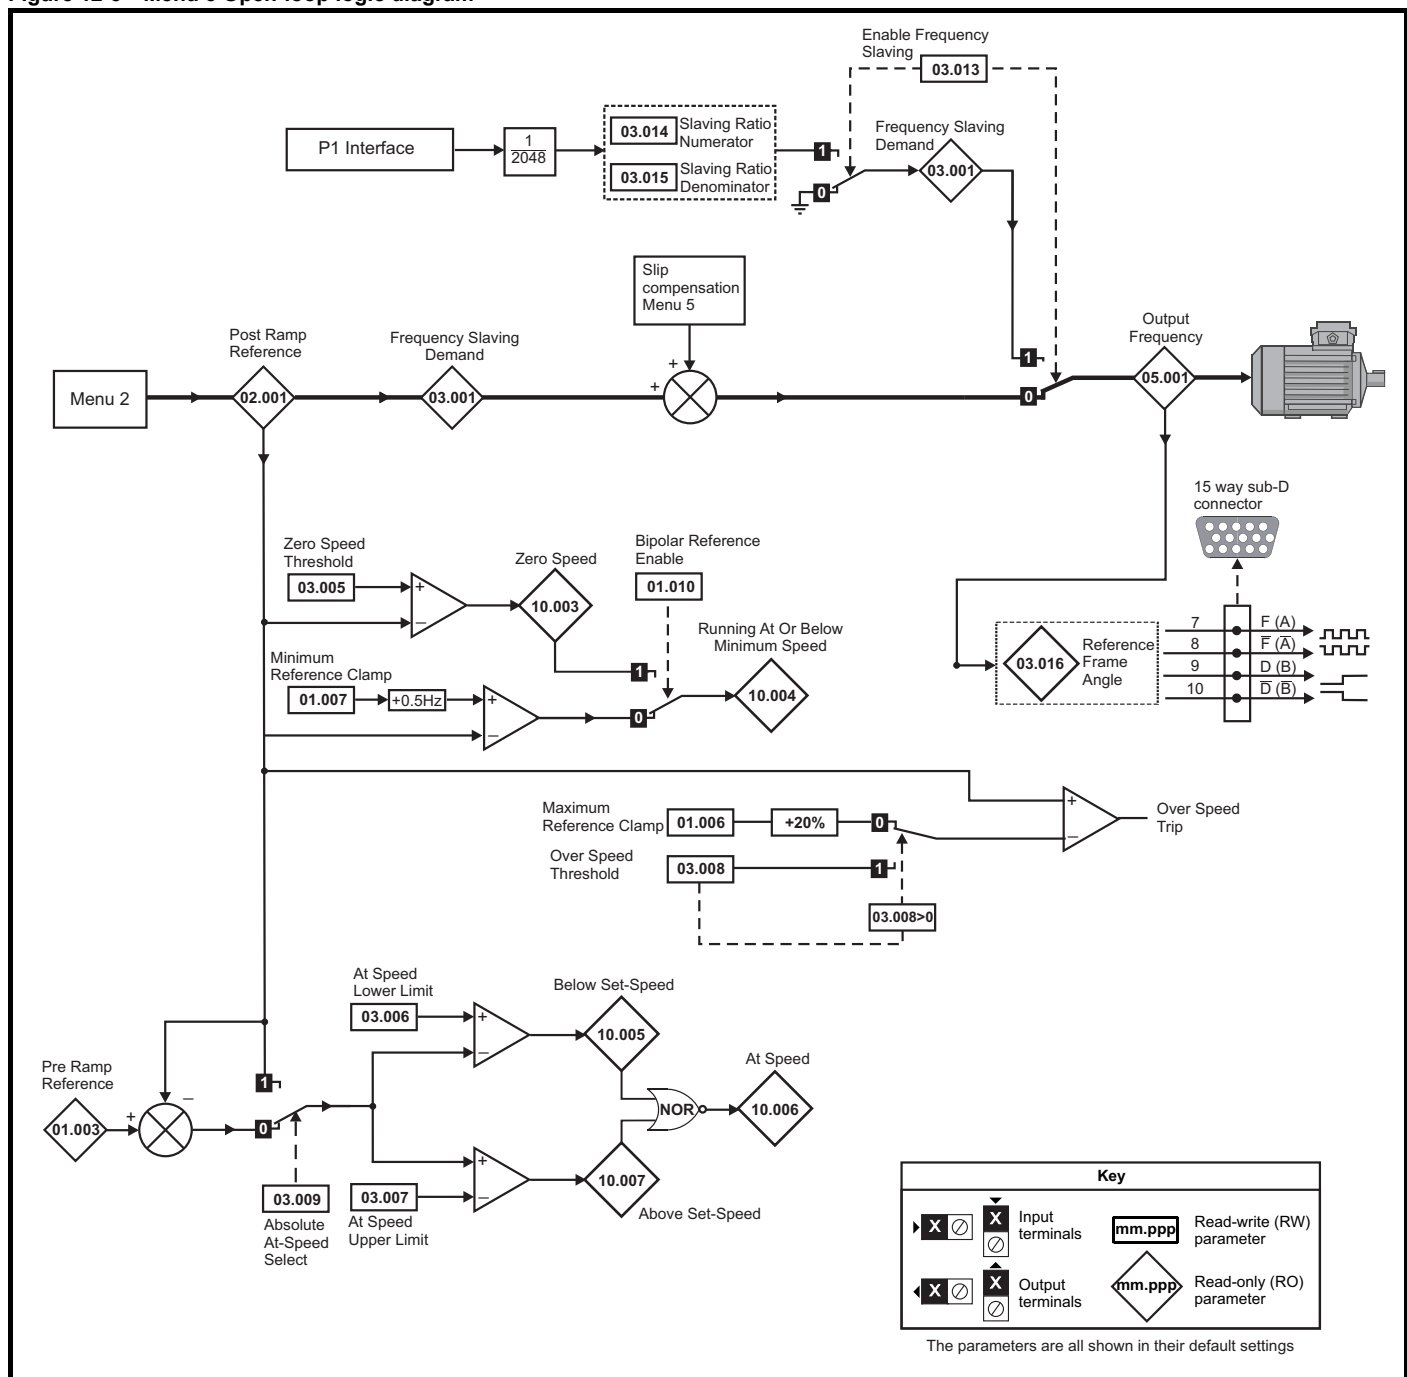 Enable Frequency
Slaving
03.013
P1 Interface
1
2048
03.014
Slaving Ratio
Numerator
03.015
Slaving Ratio
Denominator
1
0
Frequency Slaving
Demand
03.001
Slip
compensation
Menu 5
Menu 2
Post Ramp
Reference
02.001
Frequency Slaving
Demand
03.001
+
+
1
0
Output
Frequency
05.001
15 way sub-D
connector
Zero Speed
Threshold
03.005
+
–
Zero Speed
10.003
Bipolar Reference
Enable
01.010
Running At Or Below
Minimum Speed
10.004
1
0
Minimum
Reference Clamp
01.007
+0.5Hz
+
–
03.016
Reference
Frame
Angle
7 F (A)
8 F̅ (A̅)
9 D (B)
10 D̅ (B̅)
Maximum
Reference Clamp
01.006
+20%
0
Over Speed
Threshold
03.008
1
03.008>0
+
–
Over Speed
Trip
At Speed
Lower Limit
03.006
+
–
Below Set-Speed
10.005
Pre Ramp
Reference
01.003
+
–
1
0
NOR
At Speed
10.006
03.009
Absolute
At-Speed
Select
03.007
At Speed
Upper Limit
+
–
10.007
Above Set-Speed
Key
X
X
Input
terminals
mm.ppp
Read-write (RW)
parameter
X
X
Output
terminals
mm.ppp
Read-only (RO)
parameter
The parameters are all shown in their default settings